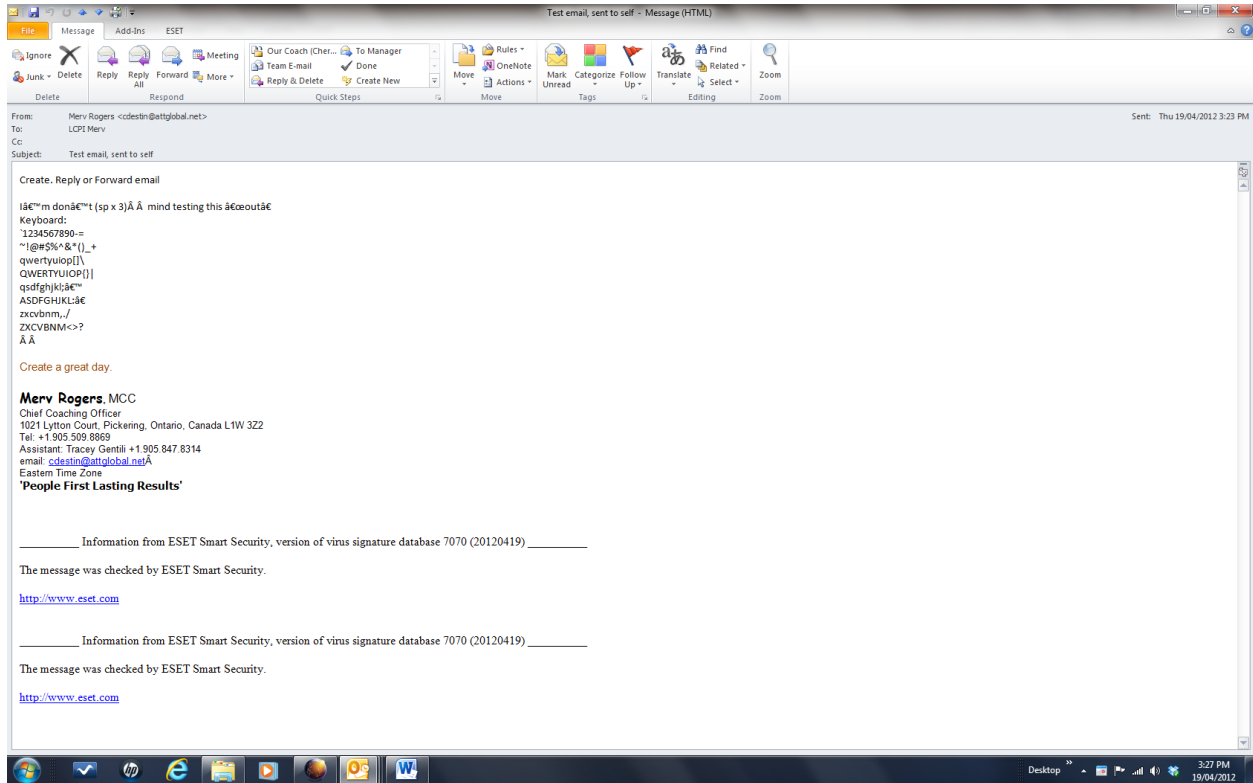 Test email, sent to self - Message (HTML)
File Message Add-Ins ESET
Ignore
Junk
Delete
Reply
Reply All
Forward
Meeting
More
Our Coach (Cher...
To Manager
Team E-mail
Done
Reply & Delete
Create New
Move
Rules
OneNote
Actions
Mark Unread
Categorize
Follow Up
Translate
Find
Related
Select
Zoom
Delete Respond Quick Steps Move Tags Editing Zoom
From: Merv Rogers <cdestin@attglobal.net> Sent: Thu 19/04/2012 3:23 PM
To: LCPI Merv
Cc:
Subject: Test email, sent to self
Create. Reply or Forward email
Iâ€™m donâ€™t (sp x 3)Â Â mind testing this â€œoutâ€
Keyboard:
`1234567890-=
~!@#$%^&*()_+
qwertyuiop[]\
QWERTYUIOP{}|
qsdfghjkl;â€™
ASDFGHJKL:â€
zxcvbnm,./
ZXCVBNM<>?
Â Â
Create a great day.
Merv Rogers, MCC
Chief Coaching Officer
1021 Lytton Court, Pickering, Ontario, Canada L1W 3Z2
Tel: +1.905.509.8869
Assistant: Tracey Gentili +1.905.847.8314
email: cdestin@attglobal.netÂ
Eastern Time Zone
'People First Lasting Results'
__________ Information from ESET Smart Security, version of virus signature database 7070 (20120419) __________
The message was checked by ESET Smart Security.
http://www.eset.com
__________ Information from ESET Smart Security, version of virus signature database 7070 (20120419) __________
The message was checked by ESET Smart Security.
http://www.eset.com
Desktop
3:27 PM
19/04/2012